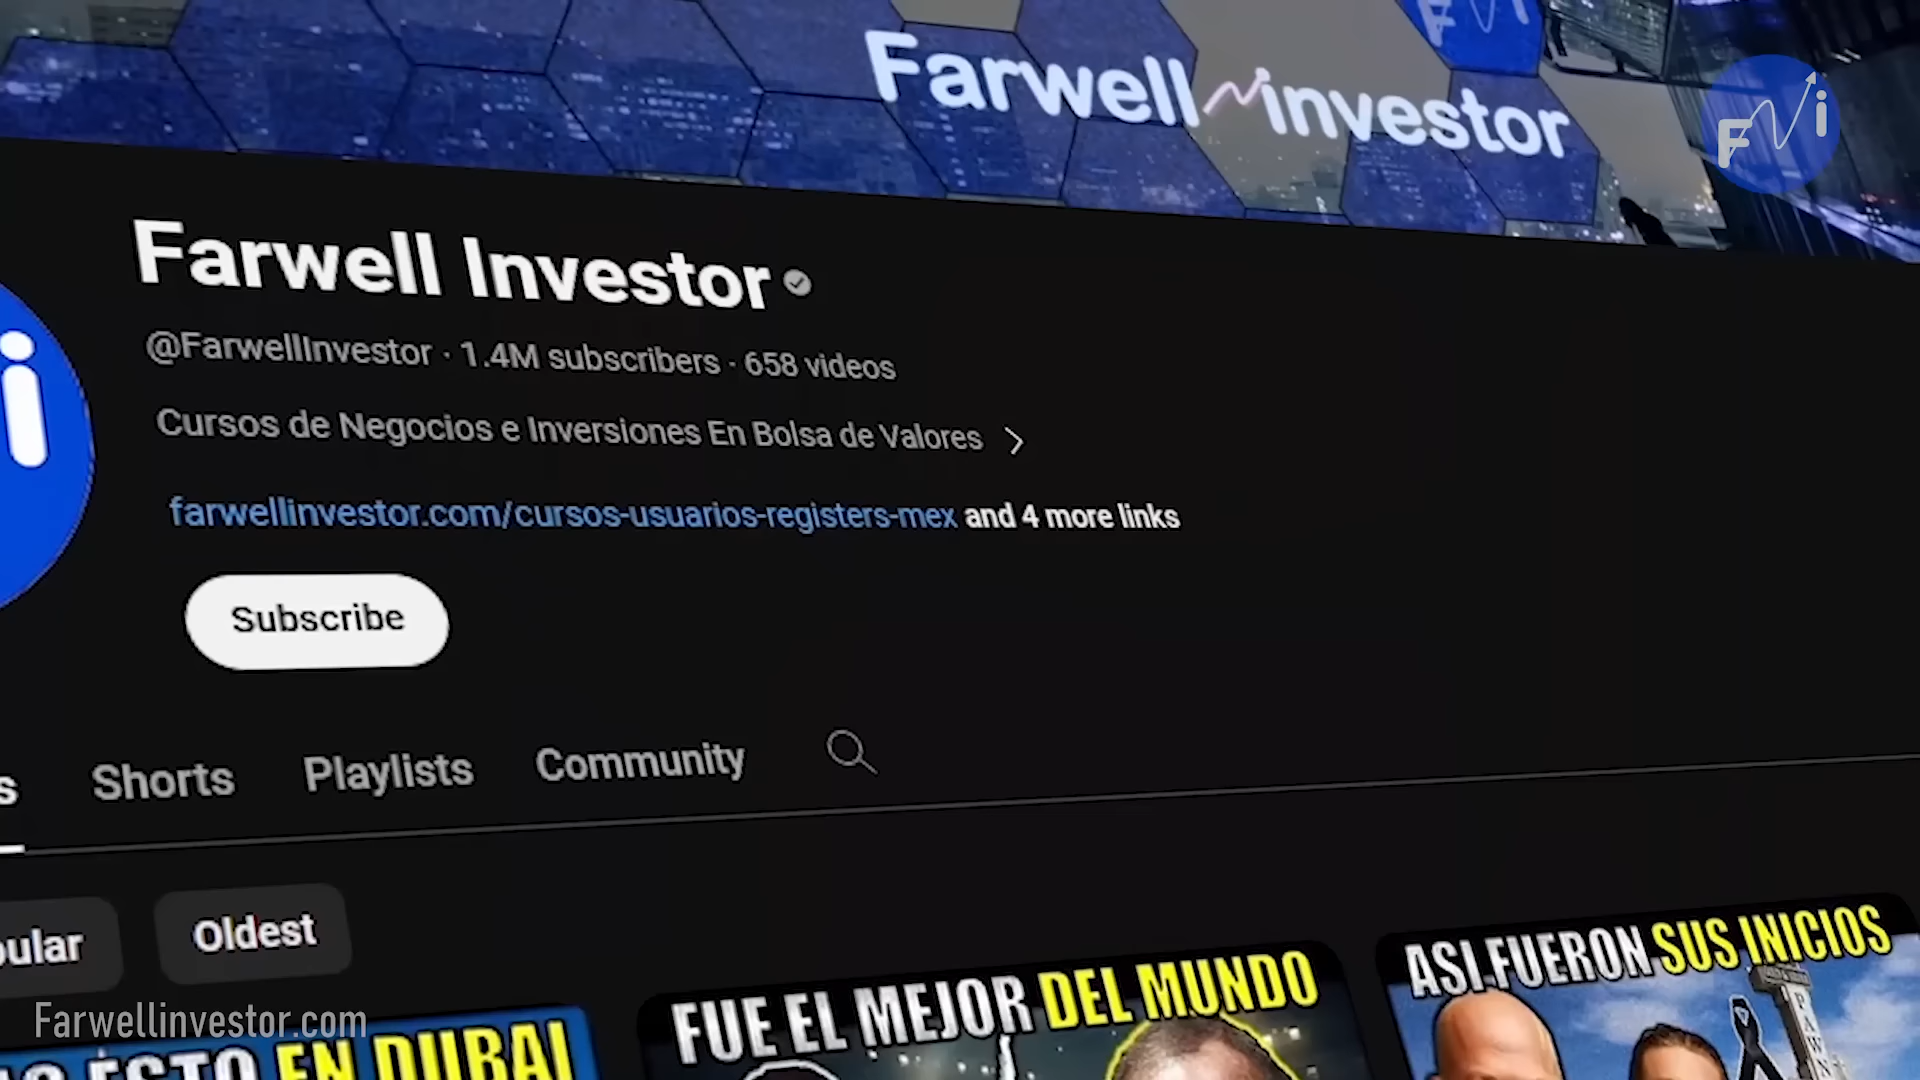 Farwell investor
F i
Farwell Investor
@FarwellInvestor · 1.4M subscribers · 658 videos
Cursos de Negocios e Inversiones En Bolsa de Valores
farwellinvestor.com/cursos-usuarios-registers-mex and 4 more links
Subscribe
Shorts Playlists Community
Oldest
ASI FUERON SUS INICIOS
FUE EL MEJOR DEL MUNDO
ESTO EN DUBAI
Farwellinvestor.com